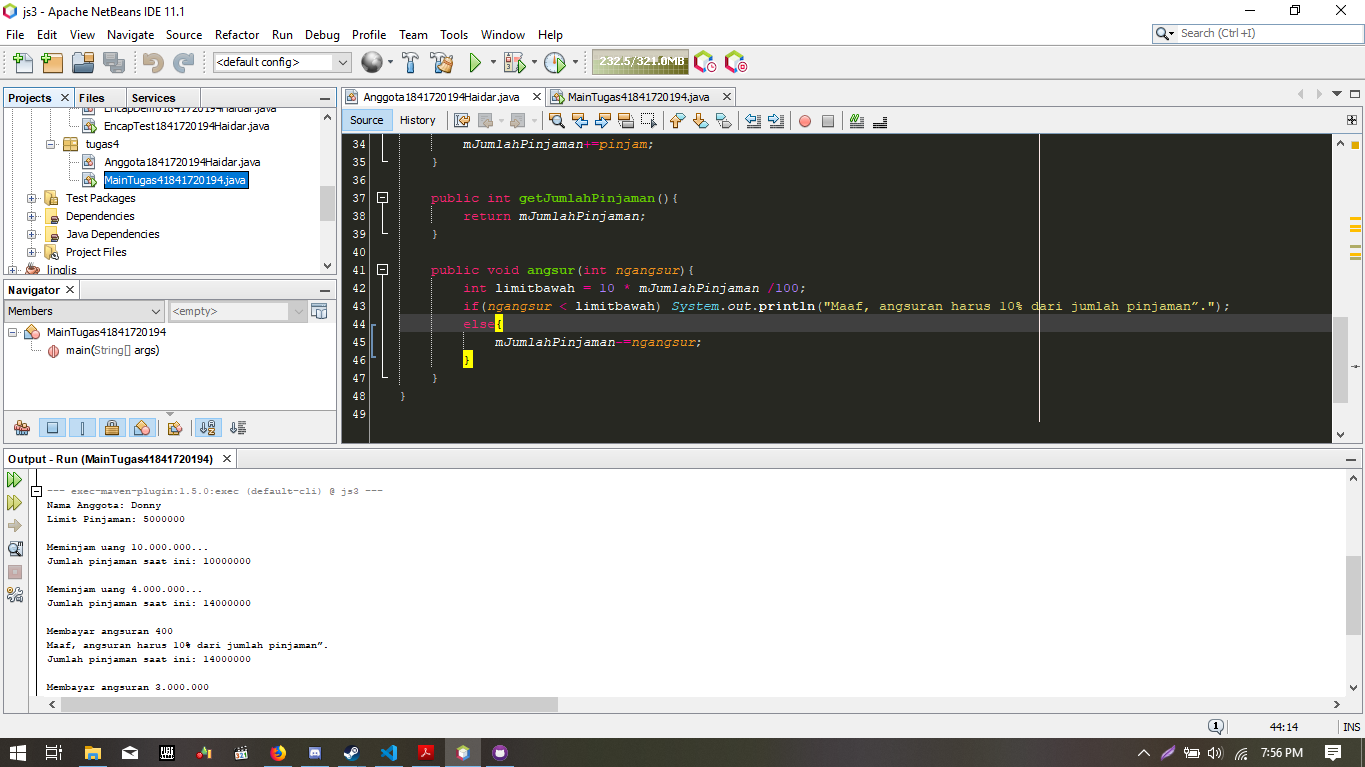 js3 - Apache NetBeans IDE 11.1
File Edit View Navigate Source Refactor Run Debug Profile Team Tools Window Help
Search (Ctrl+I)
<default config>
232.5/321.0MB
Projects Files Services
EncapDemo1841720194Haidar.java
EncapTest1841720194Haidar.java
tugas4
Anggota1841720194Haidar.java
MainTugas41841720194.java
Test Packages
Dependencies
Java Dependencies
Project Files
linglis
Navigator
Members
<empty>
MainTugas41841720194
main(String[] args)
Anggota1841720194Haidar.java MainTugas41841720194.java
Source History
34 mJumlahPinjaman+=pinjam;
35 }
36
37 public int getJumlahPinjaman(){
38 return mJumlahPinjaman;
39 }
40
41 public void angsur(int ngangsur){
42 int limitbawah = 10 * mJumlahPinjaman /100;
43 if(ngangsur < limitbawah) System.out.println("Maaf, angsuran harus 10% dari jumlah pinjaman”.");
44 else{
45 mJumlahPinjaman-=ngangsur;
46 }
47 }
48 }
49
Output - Run (MainTugas41841720194)
--- exec-maven-plugin:1.5.0:exec (default-cli) @ js3 ---
Nama Anggota: Donny
Limit Pinjaman: 5000000
Meminjam uang 10.000.000...
Jumlah pinjaman saat ini: 10000000
Meminjam uang 4.000.000...
Jumlah pinjaman saat ini: 14000000
Membayar angsuran 400
Maaf, angsuran harus 10% dari jumlah pinjaman”.
Jumlah pinjaman saat ini: 14000000
Membayar angsuran 3.000.000
1
44:14 INS
7:56 PM